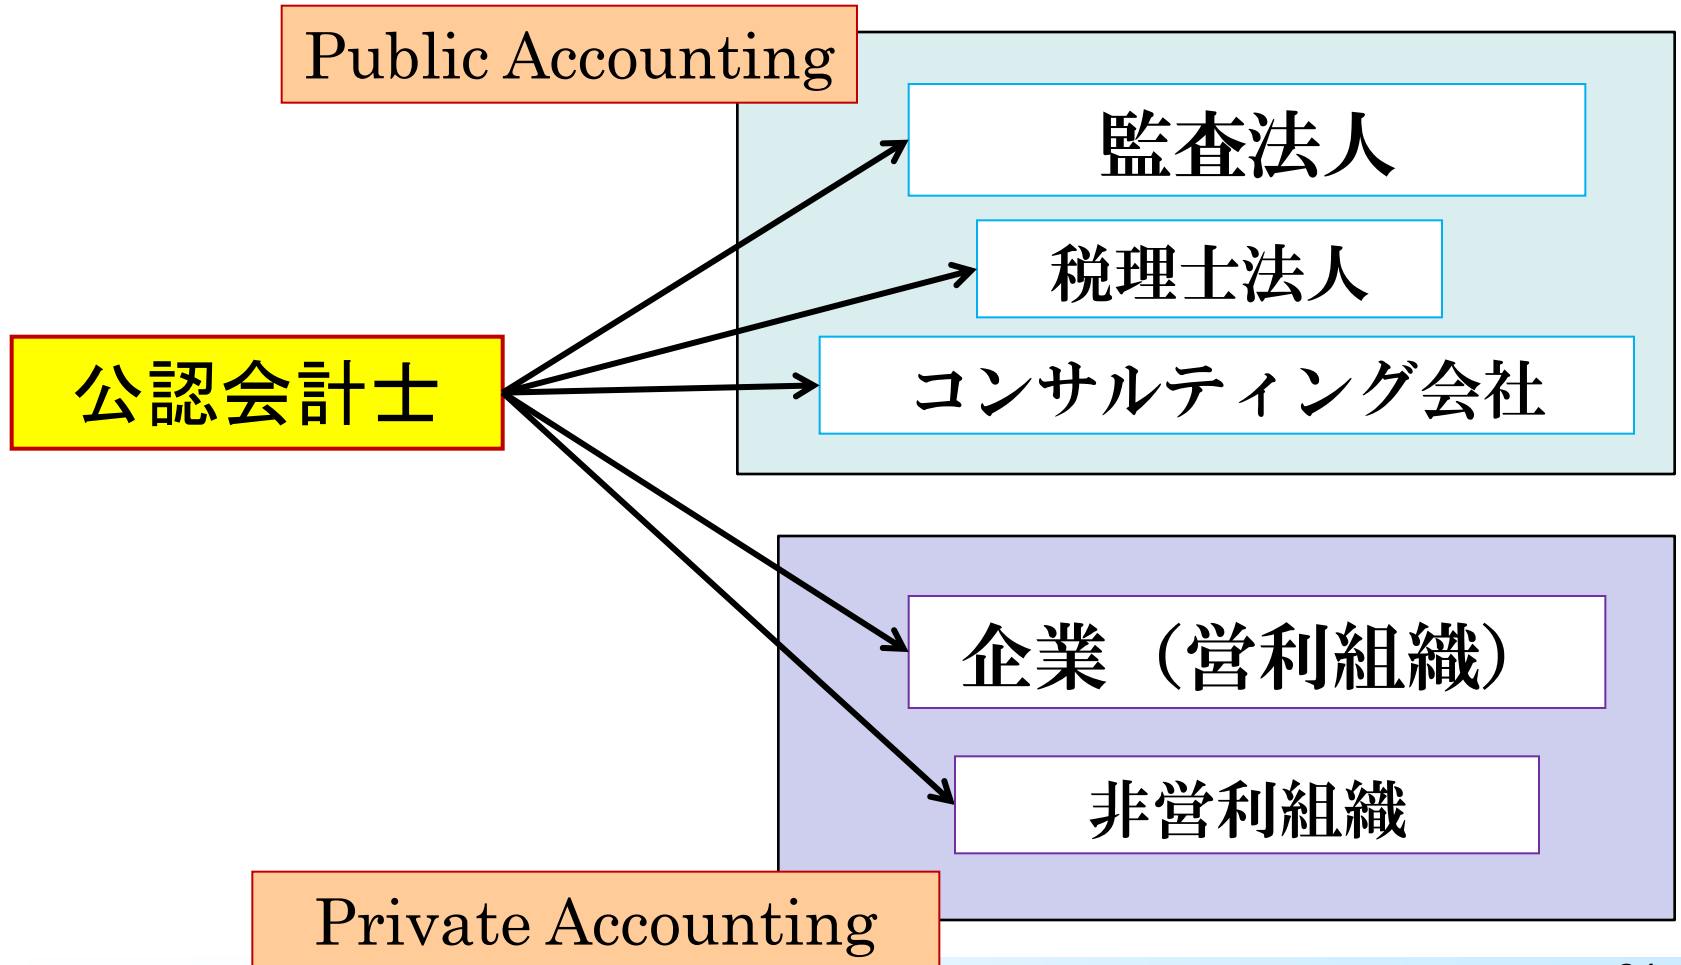 Public Accounting
監査法人
税理士法人
コンサルティング会社
公認会計士
企業（営利組織）
非営利組織
Private Accounting